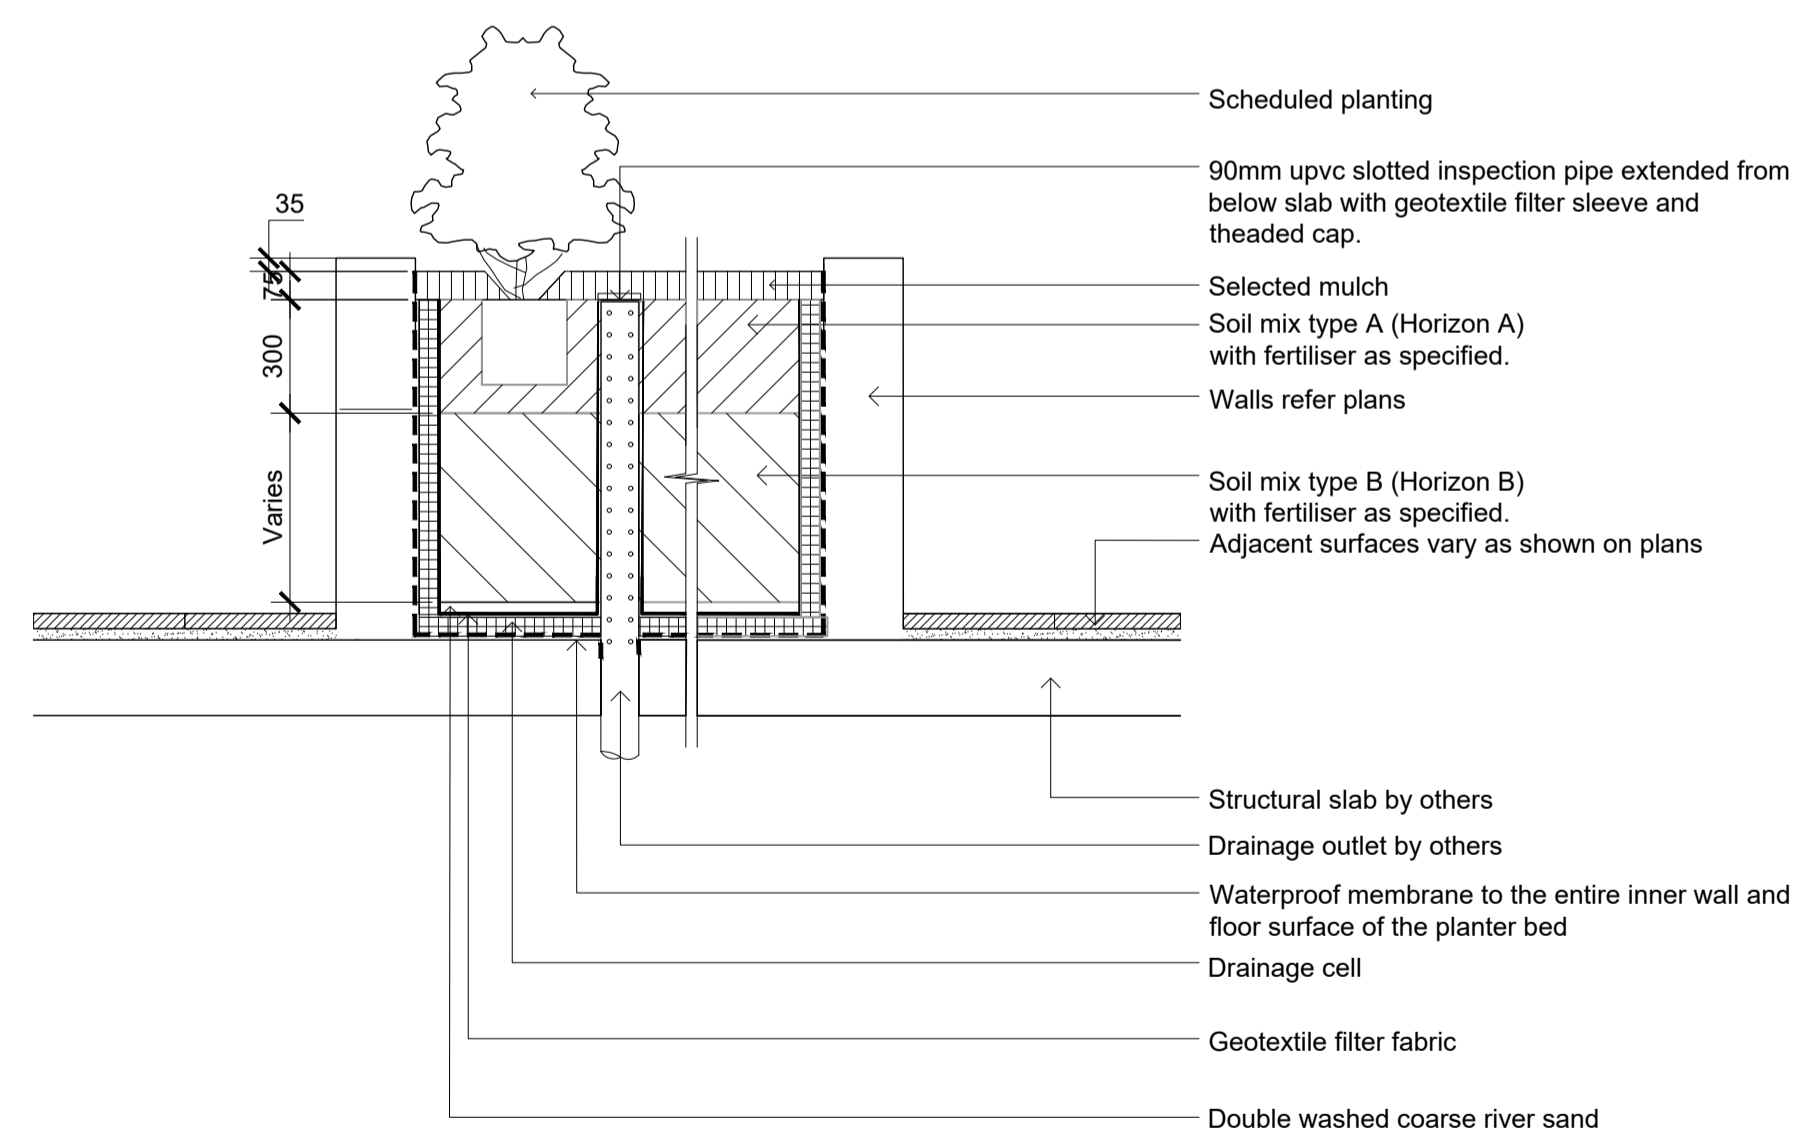 Scheduled planting
90mm upvc slotted inspection pipe extended from
below slab with geotextile filter sleeve and
theaded cap.
35
75
Selected mulch
Soil mix type A (Horizon A)
with fertiliser as specified.
300
Walls refer plans
Varies
Soil mix type B (Horizon B)
with fertiliser as specified.
Adjacent surfaces vary as shown on plans
Structural slab by others
Drainage outlet by others
Waterproof membrane to the entire inner wall and
floor surface of the planter bed
Drainage cell
Geotextile filter fabric
Double washed coarse river sand